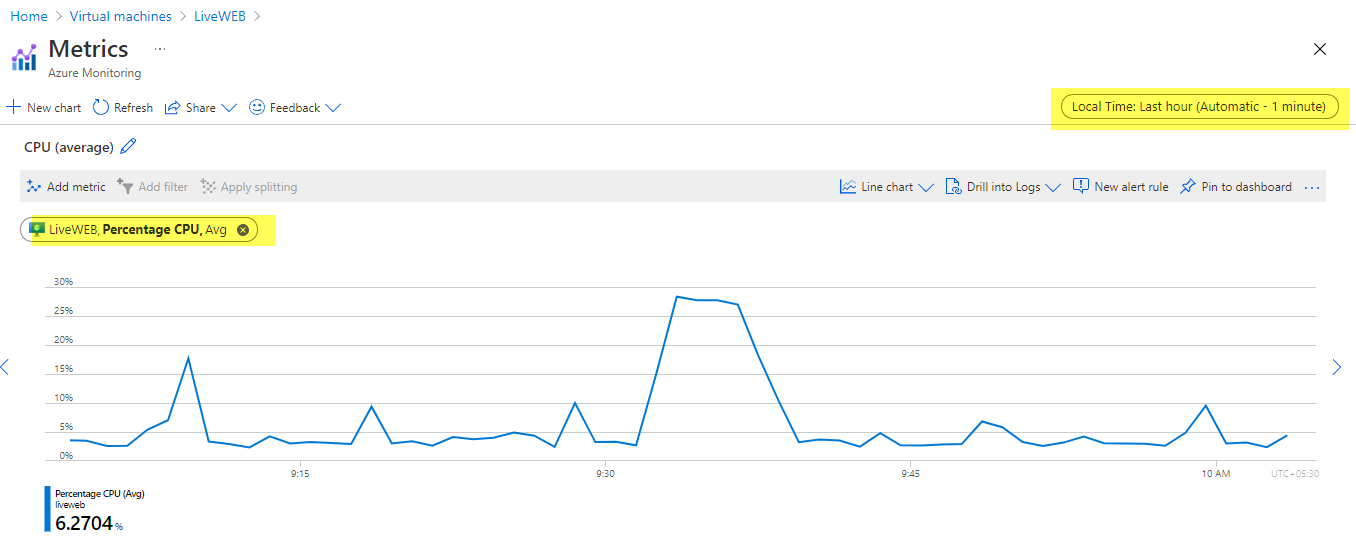 Home > Virtual machines > LiveWEB >
Metrics ...
Azure Monitoring
New chart Refresh Share Feedback
Local Time: Last hour (Automatic - 1 minute)
CPU (average)
Add metric Add filter Apply splitting Line chart Drill into Logs New alert rule Pin to dashboard ...
LiveWEB, Percentage CPU, Avg
30%
25%
20%
15%
10%
5%
0%
9:15 9:30 9:45 10 AM UTC+05:30
Percentage CPU (Avg)
liveweb
6.2704 %